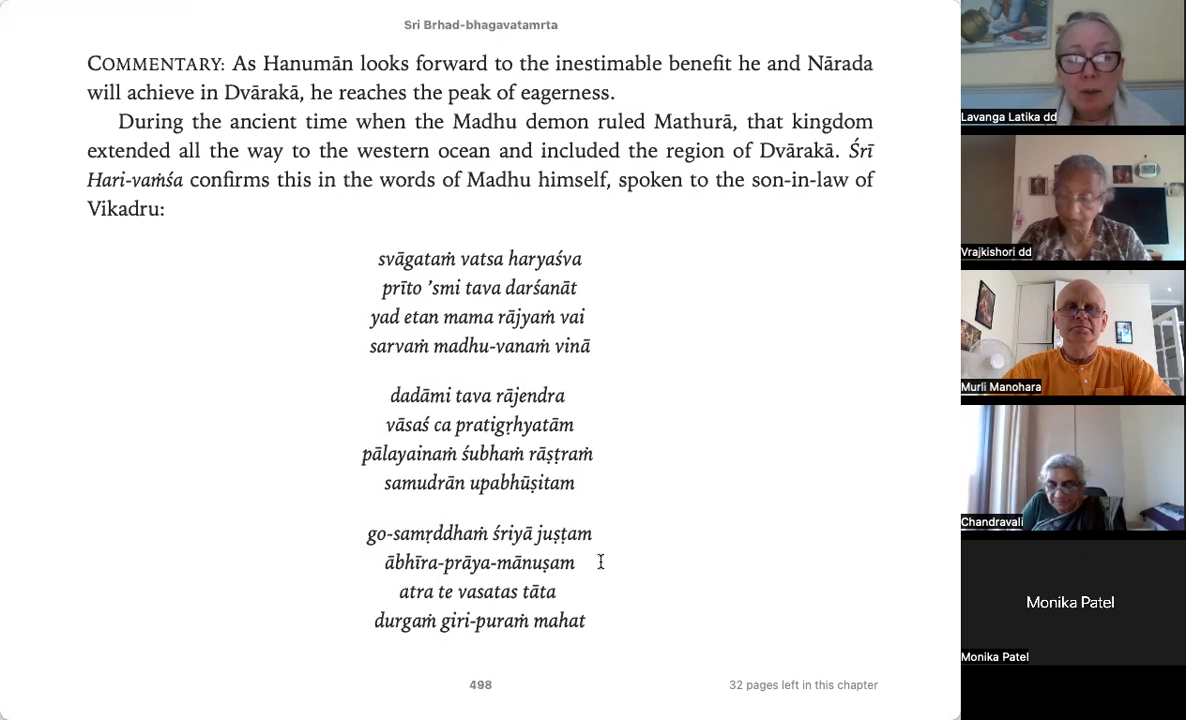 Sri Brhad-bhagavatamrta
COMMENTARY: As Hanumān looks forward to the inestimable benefit he and Nārada
will achieve in Dvārakā, he reaches the peak of eagerness.
During the ancient time when the Madhu demon ruled Mathurā, that kingdom
extended all the way to the western ocean and included the region of Dvārakā. Śrī
Hari-vaṁśa confirms this in the words of Madhu himself, spoken to the son-in-law of
Vikadru:
svāgataṁ vatsa haryaśva
prīto ’smi tava darśanāt
yad etan mama rājyaṁ vai
sarvaṁ madhu-vanaṁ vinā
dadāmi tava rājendra
vāsaś ca pratigṛhyatām
pālayainaṁ śubhaṁ rāṣṭraṁ
samudrān upabhūṣitam
go-samṛddhaṁ śriyā juṣṭam
ābhīra-prāya-mānuṣam
atra te vasatas tāta
durgaṁ giri-puraṁ mahat
498
32 pages left in this chapter
Lavanga Latika dd
Vrajkishori dd
Murli Manohara
Chandravali
Monika Patel
Monika Patel